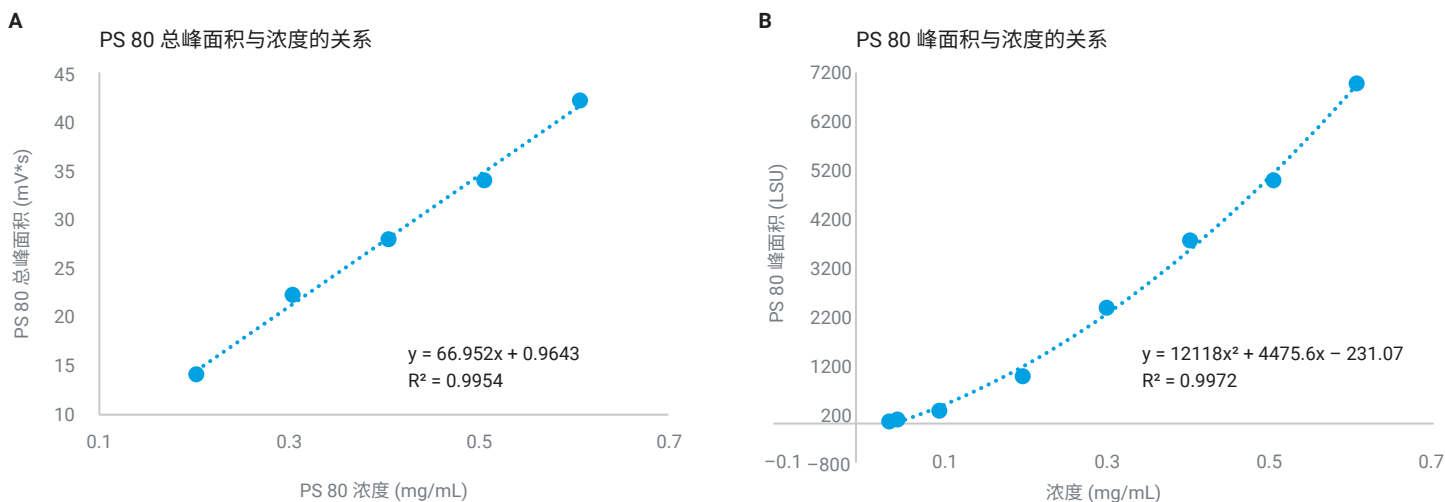 A
PS 80 总峰面积与浓度的关系
45
40
35
30
25
20
15
10
PS 80 总峰面积 (mV*s)
y = 66.952x + 0.9643
R² = 0.9954
0.1
0.3
0.5
0.7
PS 80 浓度 (mg/mL)
B
PS 80 峰面积与浓度的关系
7200
6200
5200
4200
3200
2200
1200
200
−800
PS 80 峰面积 (LSU)
y = 12118x² + 4475.6x – 231.07
R² = 0.9972
−0.1
0.1
0.3
0.5
0.7
浓度 (mg/mL)